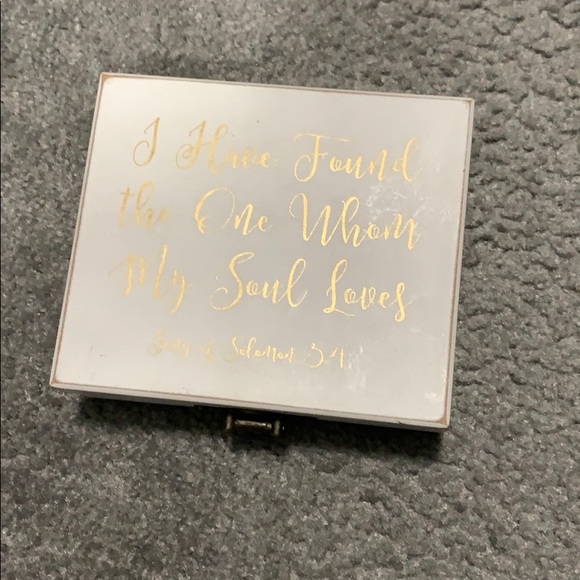 I Have Found
the One Whom
My Soul Loves
Song of Solomon 3:4